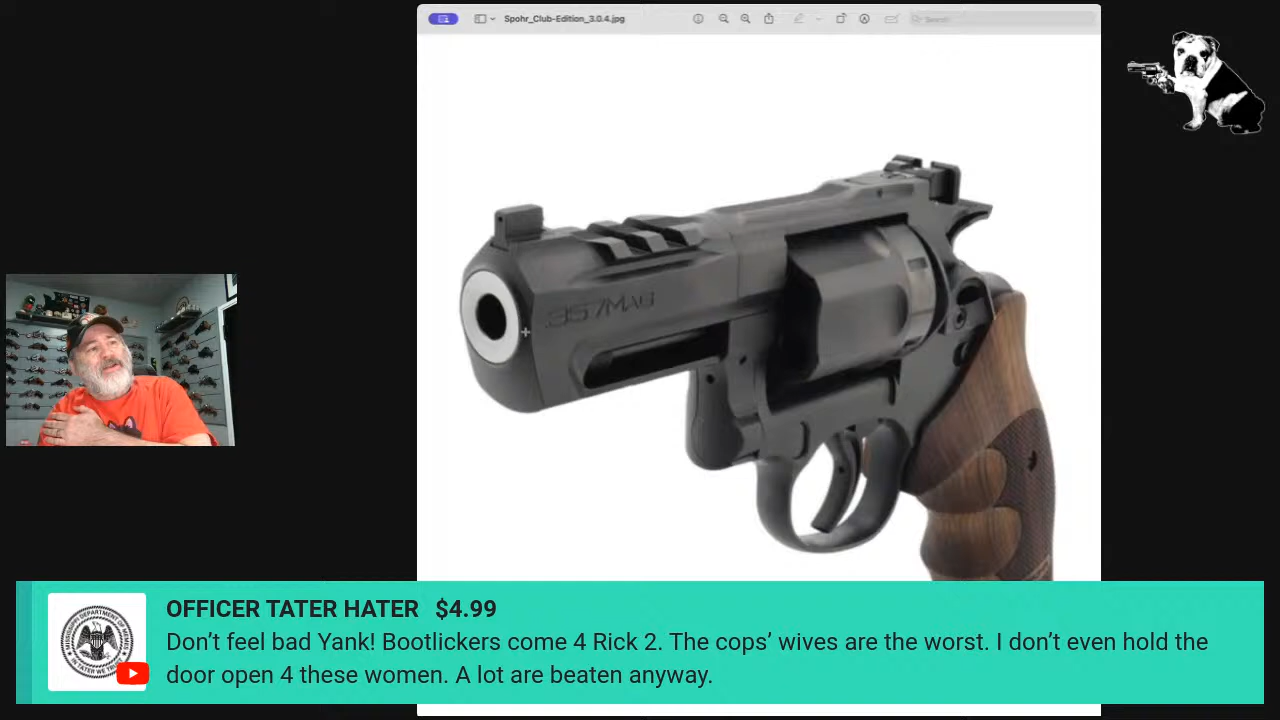 Spohr_Club-Edition_3.0.4.jpg
Search
.357MAG
OFFICER TATER HATER $4.99
Don't feel bad Yank! Bootlickers come 4 Rick 2. The cops' wives are the worst. I don't even hold the
door open 4 these women. A lot are beaten anyway.